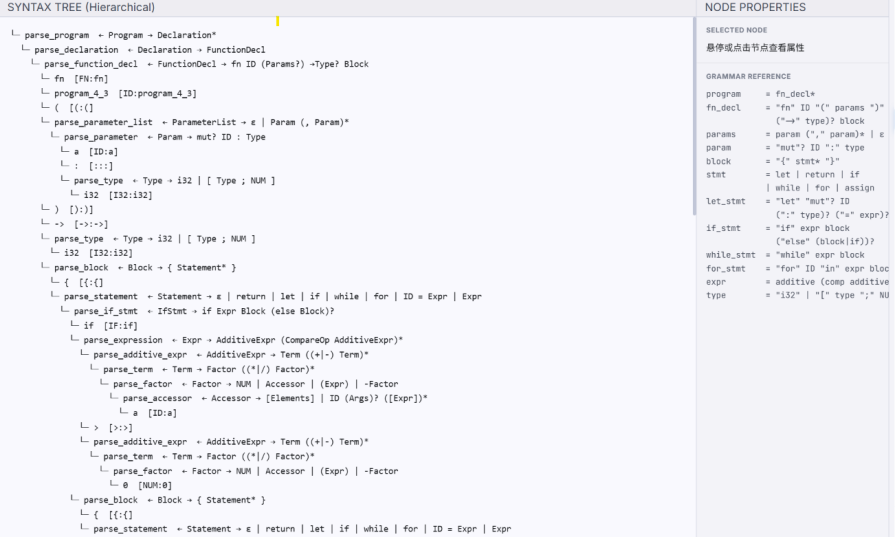 SYNTAX TREE (Hierarchical)
└─ parse_program ← Program → Declaration*
└─ parse_declaration ← Declaration → FunctionDecl
└─ parse_function_decl ← FunctionDecl → fn ID (Params?) →Type? Block
└─ fn [FN:fn]
└─ program_4_3 [ID:program_4_3]
└─ ( [(:(]
└─ parse_parameter_list ← ParameterList → ε | Param (, Param)*
└─ parse_parameter ← Param → mut? ID : Type
└─ a [ID:a]
└─ : [:::]
└─ parse_type ← Type → i32 | [ Type ; NUM ]
└─ i32 [I32:i32]
└─ ) [):)]
└─ -> [->:->]
└─ parse_type ← Type → i32 | [ Type ; NUM ]
└─ i32 [I32:i32]
└─ parse_block ← Block → { Statement* }
└─ { [{:{]
└─ parse_statement ← Statement → ε | return | let | if | while | for | ID = Expr | Expr
└─ parse_if_stmt ← IfStmt → if Expr Block (else Block)?
└─ if [IF:if]
└─ parse_expression ← Expr → AdditiveExpr (CompareOp AdditiveExpr)*
└─ parse_additive_expr ← AdditiveExpr → Term ((+|-) Term)*
└─ parse_term ← Term → Factor ((*|/) Factor)*
└─ parse_factor ← Factor → NUM | Accessor | (Expr) | -Factor
└─ parse_accessor ← Accessor → [Elements] | ID (Args)? ([Expr])*
└─ a [ID:a]
└─ > [>:>]
└─ parse_additive_expr ← AdditiveExpr → Term ((+|-) Term)*
└─ parse_term ← Term → Factor ((*|/) Factor)*
└─ parse_factor ← Factor → NUM | Accessor | (Expr) | -Factor
└─ 0 [NUM:0]
└─ parse_block ← Block → { Statement* }
└─ { [{:{]
└─ parse_statement ← Statement → ε | return | let | if | while | for | ID = Expr | Expr
NODE PROPERTIES
SELECTED NODE
悬停或点击节点查看属性
GRAMMAR REFERENCE
program = fn_decl*
fn_decl = "fn" ID "(" params ")"
("→" type)? block
params = param ("," param)* | ε
param = "mut"? ID ":" type
block = "{" stmt* "}"
stmt = let | return | if
| while | for | assign
let_stmt = "let" "mut"? ID
(":" type)? ("=" expr)?
if_stmt = "if" expr block
("else" (block|if))?
while_stmt = "while" expr block
for_stmt = "for" ID "in" expr bloc
expr = additive (comp additive
type = "i32" | "[" type ";" NU